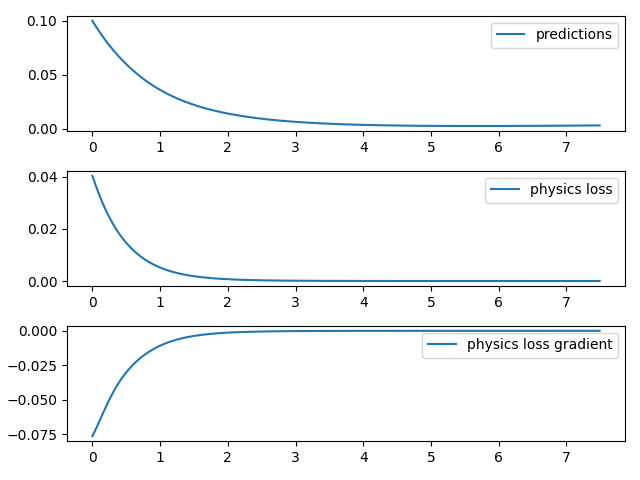 predictions
0.10
0.05
0.00
0 1 2 3 4 5 6 7
physics loss
0.04
0.02
0.00
0 1 2 3 4 5 6 7
0.000
physics loss gradient
−0.025
−0.050
−0.075
0 1 2 3 4 5 6 7